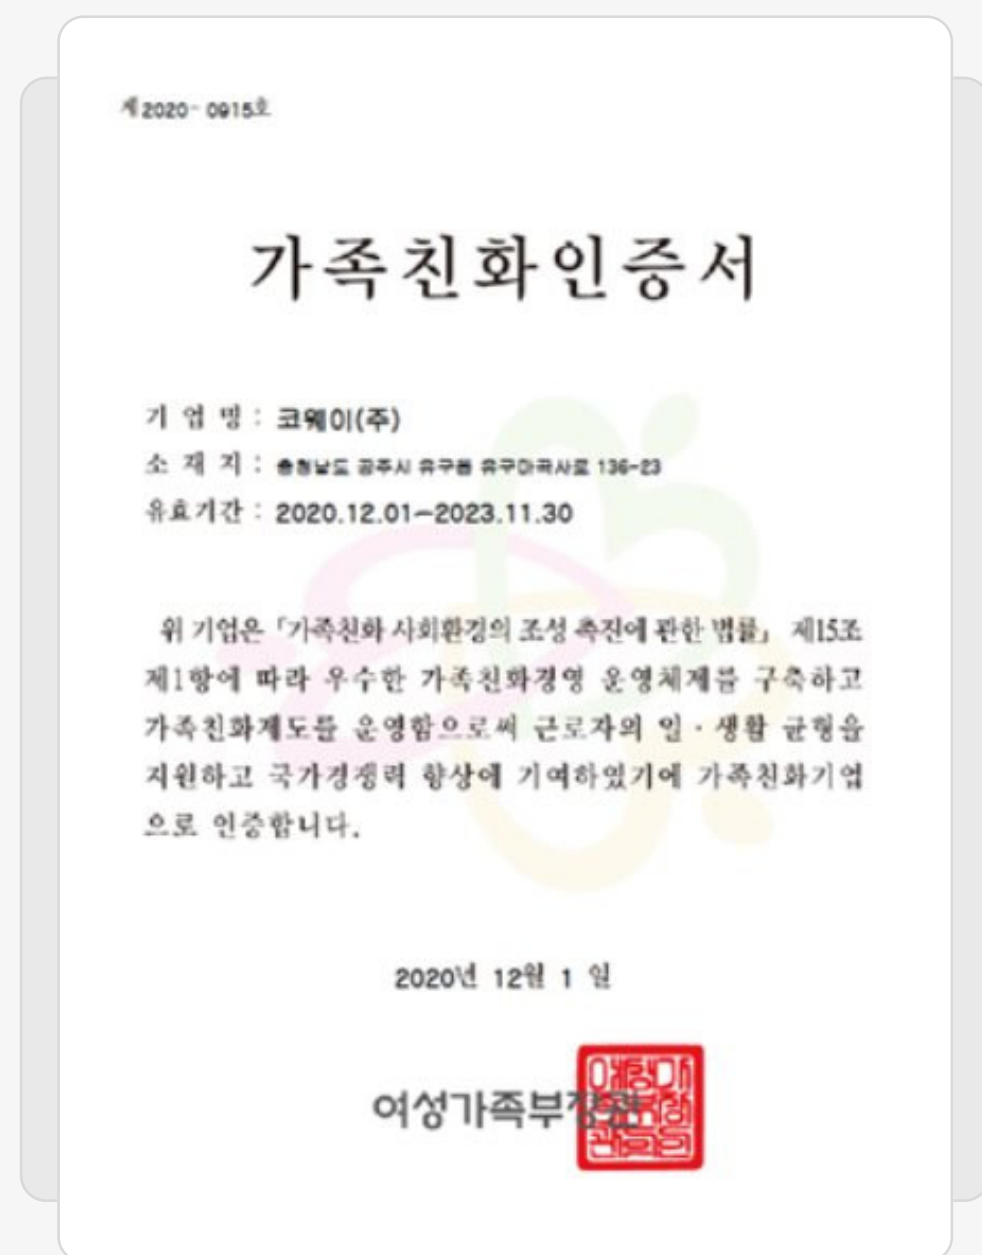 제2020- 0915호
가족친화인증서
기 업 명 : 코웨이(주)
소 재 지 : 충청남도 공주시 유구읍 유구마곡사로 136-23
유효기간 : 2020.12.01~2023.11.30
위 기업은 「가족친화 사회환경의 조성 촉진에 관한 법률」 제15조
제1항에 따라 우수한 가족친화경영 운영체제를 구축하고
가족친화제도를 운영함으로써 근로자의 일 · 생활 균형을
지원하고 국가경쟁력 향상에 기여하였기에 가족친화기업
으로 인증합니다.
2020년 12월 1 일
여성가족부장관